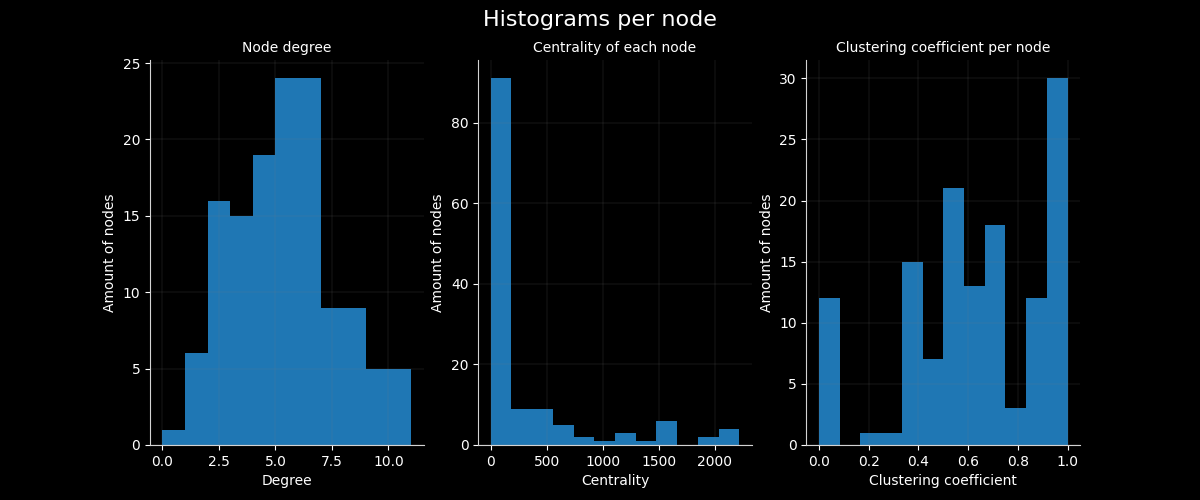 Histograms per node
Node degree
Amount of nodes
25
20
15
10
5
0
0.0 2.5 5.0 7.5 10.0
Degree
Centrality of each node
Amount of nodes
80
60
40
20
0
0 500 1000 1500 2000
Centrality
Clustering coefficient per node
Amount of nodes
30
25
20
15
10
5
0
0.0 0.2 0.4 0.6 0.8 1.0
Clustering coefficient